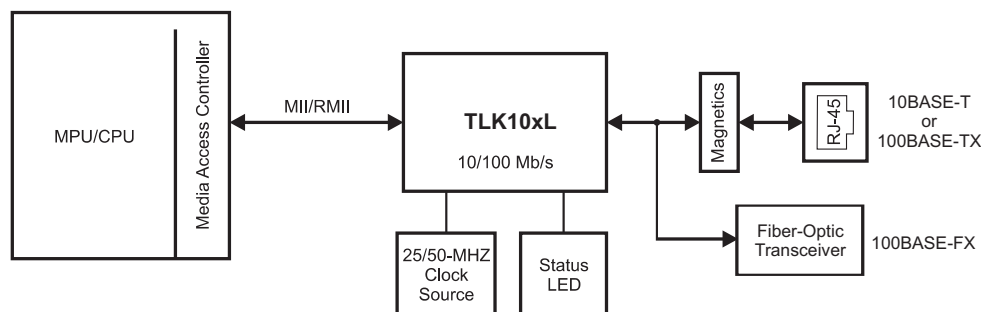 MPU/CPU
Media Access Controller
MII/RMII
TLK10xL
10/100 Mb/s
25/50-MHZ
Clock
Source
Status
LED
Magnetics
RJ-45
10BASE-T
or
100BASE-TX
Fiber-Optic
Transceiver
100BASE-FX